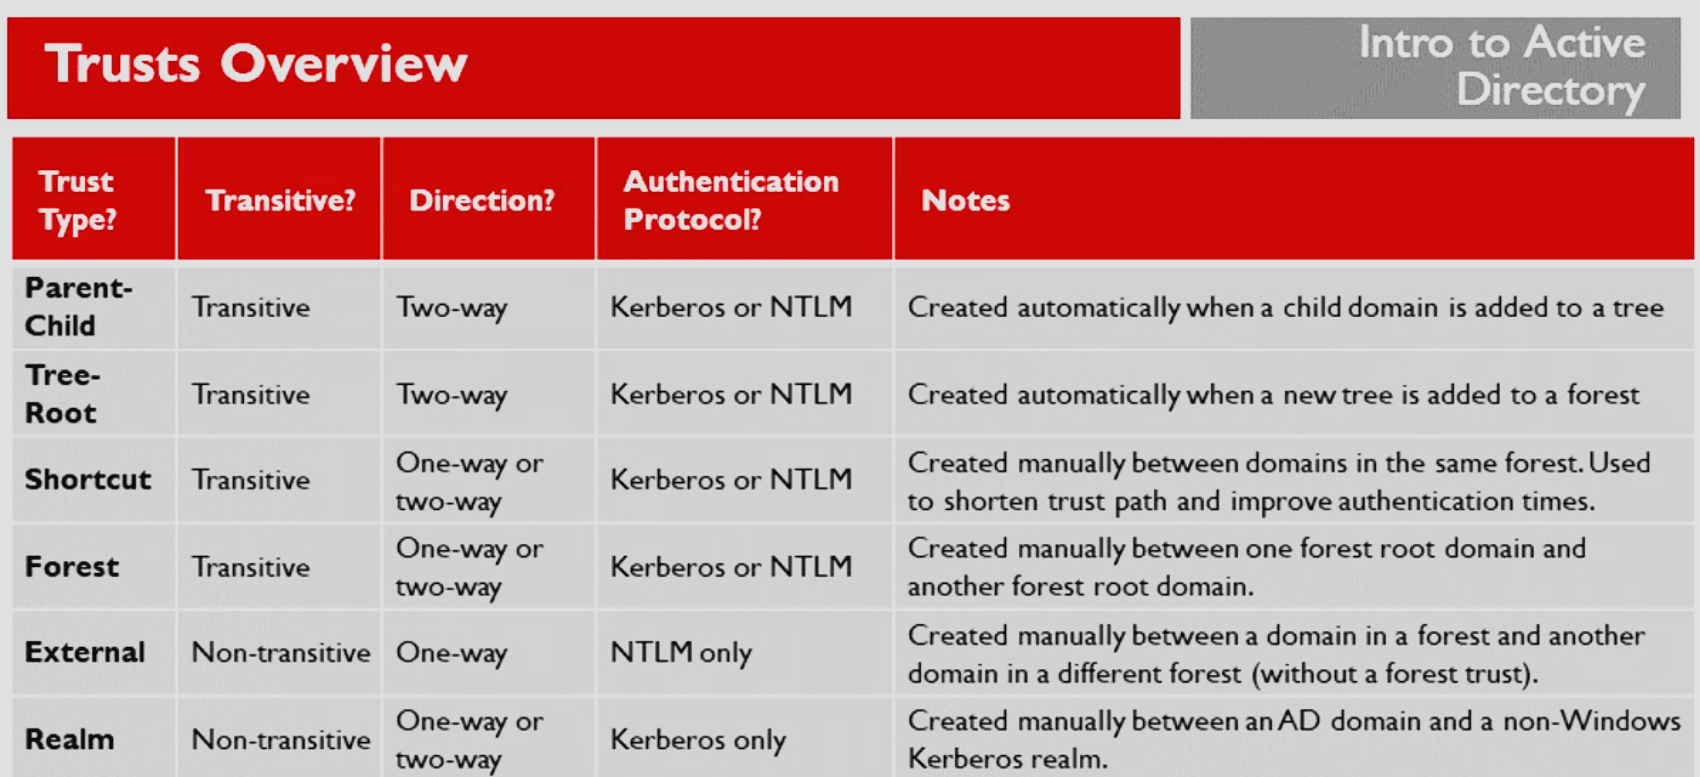 Trusts Overview
Intro to Active
Directory
Trust
Type?
Transitive?
Direction?
Authentication
Protocol?
Notes
Parent-
Child
Transitive
Two-way
Kerberos or NTLM
Created automatically when a child domain is added to a tree
Tree-
Root
Transitive
Two-way
Kerberos or NTLM
Created automatically when a new tree is added to a forest
Shortcut
Transitive
One-way or
two-way
Kerberos or NTLM
Created manually between domains in the same forest. Used
to shorten trust path and improve authentication times.
Forest
Transitive
One-way or
two-way
Kerberos or NTLM
Created manually between one forest root domain and
another forest root domain.
External
Non-transitive
One-way
NTLM only
Created manually between a domain in a forest and another
domain in a different forest (without a forest trust).
Realm
Non-transitive
One-way or
two-way
Kerberos only
Created manually between an AD domain and a non-Windows
Kerberos realm.